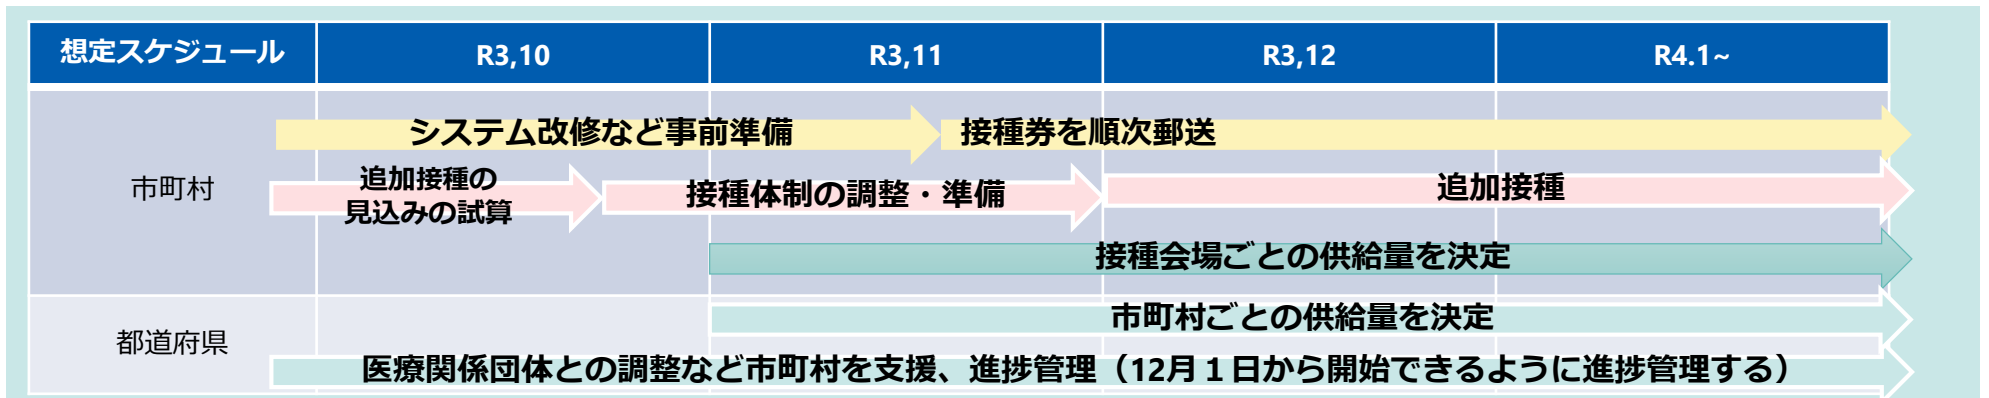 想定スケジュール
R3,10
R3,11
R3,12
R4.1~
市町村
システム改修など事前準備
接種券を順次郵送
追加接種の
見込みの試算
接種体制の調整・準備
追加接種
接種会場ごとの供給量を決定
都道府県
市町村ごとの供給量を決定
医療関係団体との調整など市町村を支援、進捗管理（12月１日から開始できるように進捗管理する）